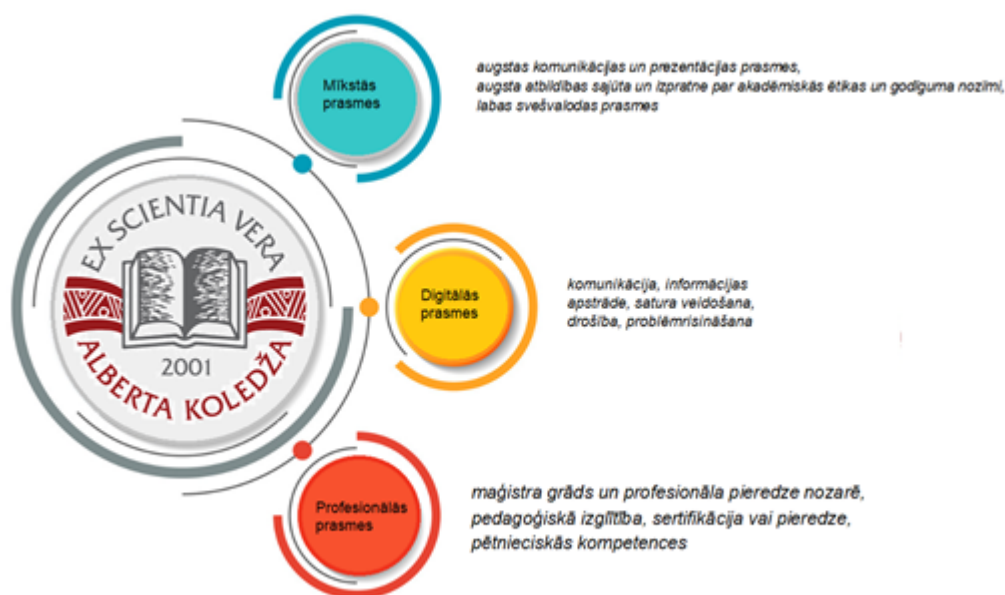 Mīkstās
prasmes
augstas komunikācijas un prezentācijas prasmes,
augsta atbildības sajūta un izpratne par akadēmiskās ētikas un godīguma nozīmi,
labas svešvalodas prasmes
EX SCIENTIA VERA
2001
ALBERTA KOLEDŽA
Digitālās
prasmes
komunikācija, informācijas
apstrāde, satura veidošana,
drošība, problēmrisināšana
Profesionālās
prasmes
maģistra grāds un profesionāla pieredze nozarē,
pedagoģiskā izglītība, sertifikācija vai pieredze,
pētnieciskās kompetences